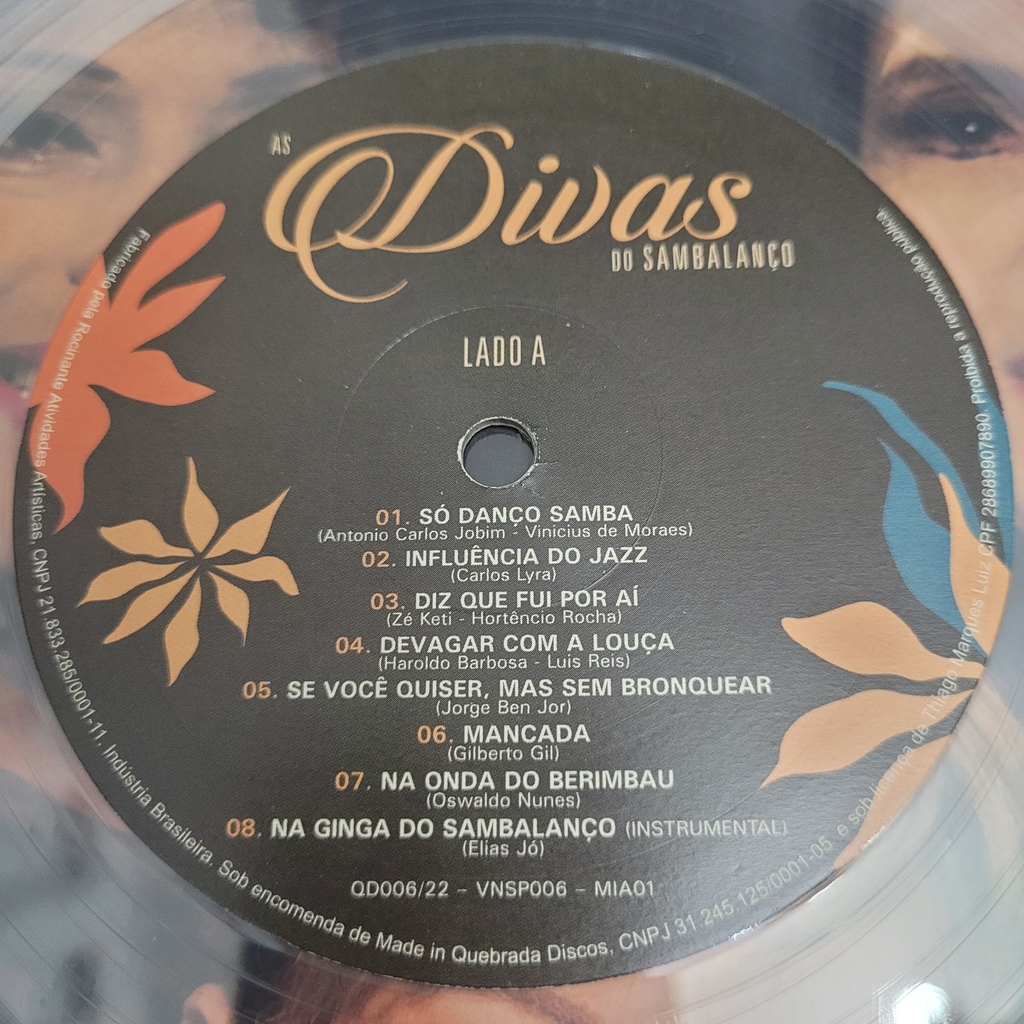 AS
Divas
DO SAMBALANÇO
LADO A
01. SÓ DANÇO SAMBA
(Antonio Carlos Jobim - Vinicius de Moraes)
02. INFLUÊNCIA DO JAZZ
(Carlos Lyra)
03. DIZ QUE FUI POR AÍ
(Zé Keti - Hortêncio Rocha)
04. DEVAGAR COM A LOUÇA
(Haroldo Barbosa - Luis Reis)
05. SE VOCÊ QUISER, MAS SEM BRONQUEAR
(Jorge Ben Jor)
06. MANCADA
(Gilberto Gil)
07. NA ONDA DO BERIMBAU
(Oswaldo Nunes)
08. NA GINGA DO SAMBALANÇO (INSTRUMENTAL)
(Elias Jó)
QD006/22 - VNSP006 - MIA01
Fabricado pela Rocinante Atividades Artísticas, CNPJ 21.833.285/0001-11. Indústria Brasileira. Sob encomenda de Made in Quebrada Discos, CNPJ 31.245.125/0001-05, e sob licença de Thiago Marques Luiz CPF 28689907890. Proibida a reprodução pública.